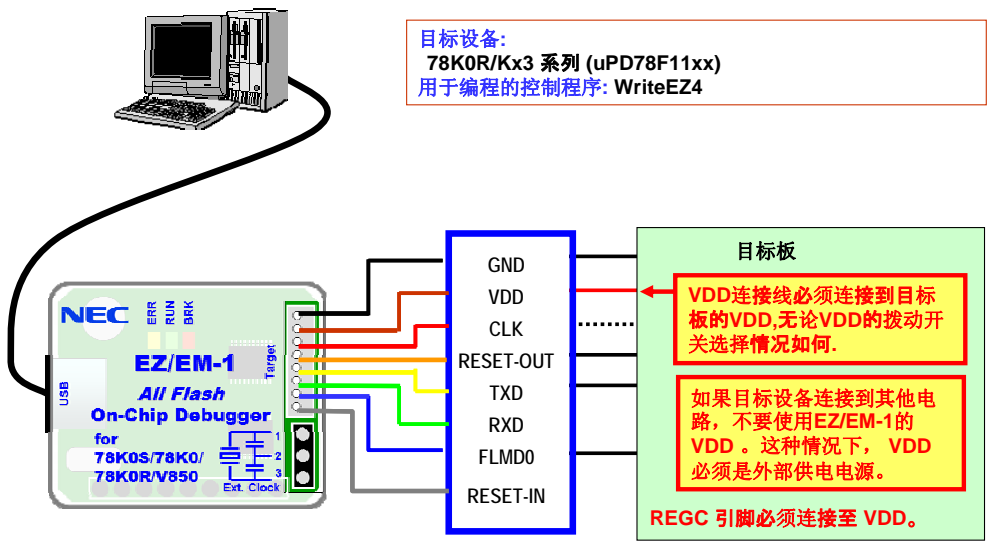 目标设备:
78K0R/Kx3 系列 (uPD78F11xx)
用于编程的控制程序: WriteEZ4
NEC
ERR
RUN
BRK
EZ/EM-1
All Flash
On-Chip Debugger
for
78K0S/78K0/
78K0R/V850
USB
Target
1
2
3
Ext. Clock
GND
VDD
CLK
RESET-OUT
TXD
RXD
FLMD0
RESET-IN
目标板
VDD连接线必须连接到目标
板的VDD,无论VDD的拨动开
关选择情况如何.
如果目标设备连接到其他电
路，不要使用EZ/EM-1的
VDD 。这种情况下， VDD
必须是外部供电电源。
REGC 引脚必须连接至 VDD。